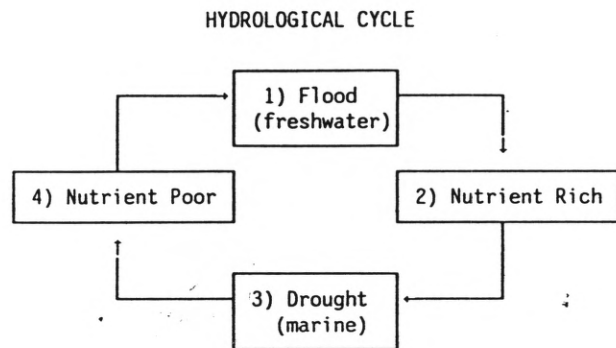 HYDROLOGICAL CYCLE
1) Flood
(freshwater)
4) Nutrient Poor
2) Nutrient Rich
3) Drought
(marine)